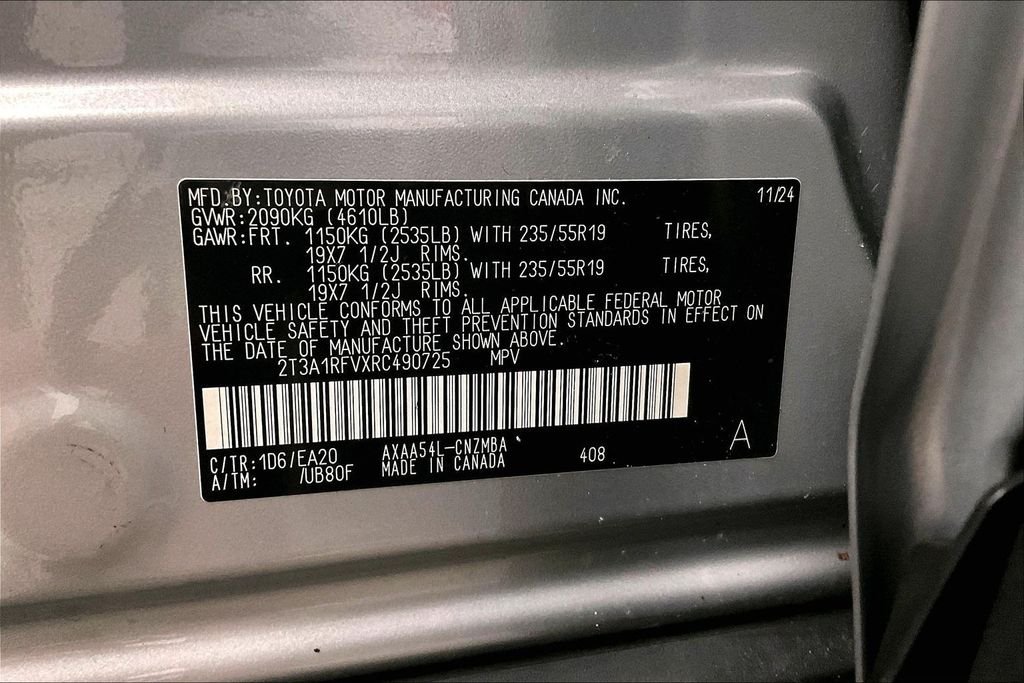 MFD.BY:TOYOTA MOTOR MANUFACTURING CANADA INC. 11/24
GVWR:2090KG (4610LB)
GAWR:FRT. 1150KG (2535LB) WITH 235/55R19 TIRES,
19X7 1/2J RIMS.
RR. 1150KG (2535LB) WITH 235/55R19 TIRES,
19X7 1/2J RIMS.
THIS VEHICLE CONFORMS TO ALL APPLICABLE FEDERAL MOTOR
VEHICLE SAFETY AND THEFT PREVENTION STANDARDS IN EFFECT ON
THE DATE OF MANUFACTURE SHOWN ABOVE.
2T3A1RFVXRC490725 MPV
C/TR:1D6/EA20 AXAA54L-CNZMBA 408 A
A/TM: /UB80F MADE IN CANADA